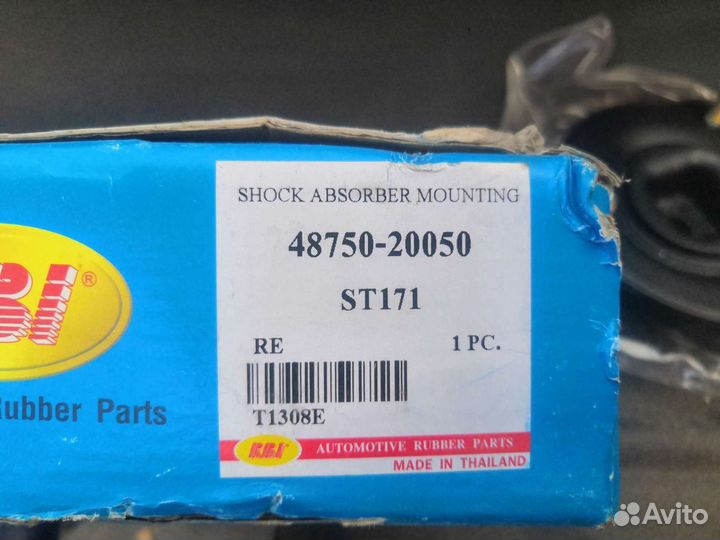 SHOCK ABSORBER MOUNTING
48750-20050
ST171
RE 1 PC.
T1308E
R.B.I AUTOMOTIVE RUBBER PARTS
MADE IN THAILAND
BI ®
Rubber Parts
Avito